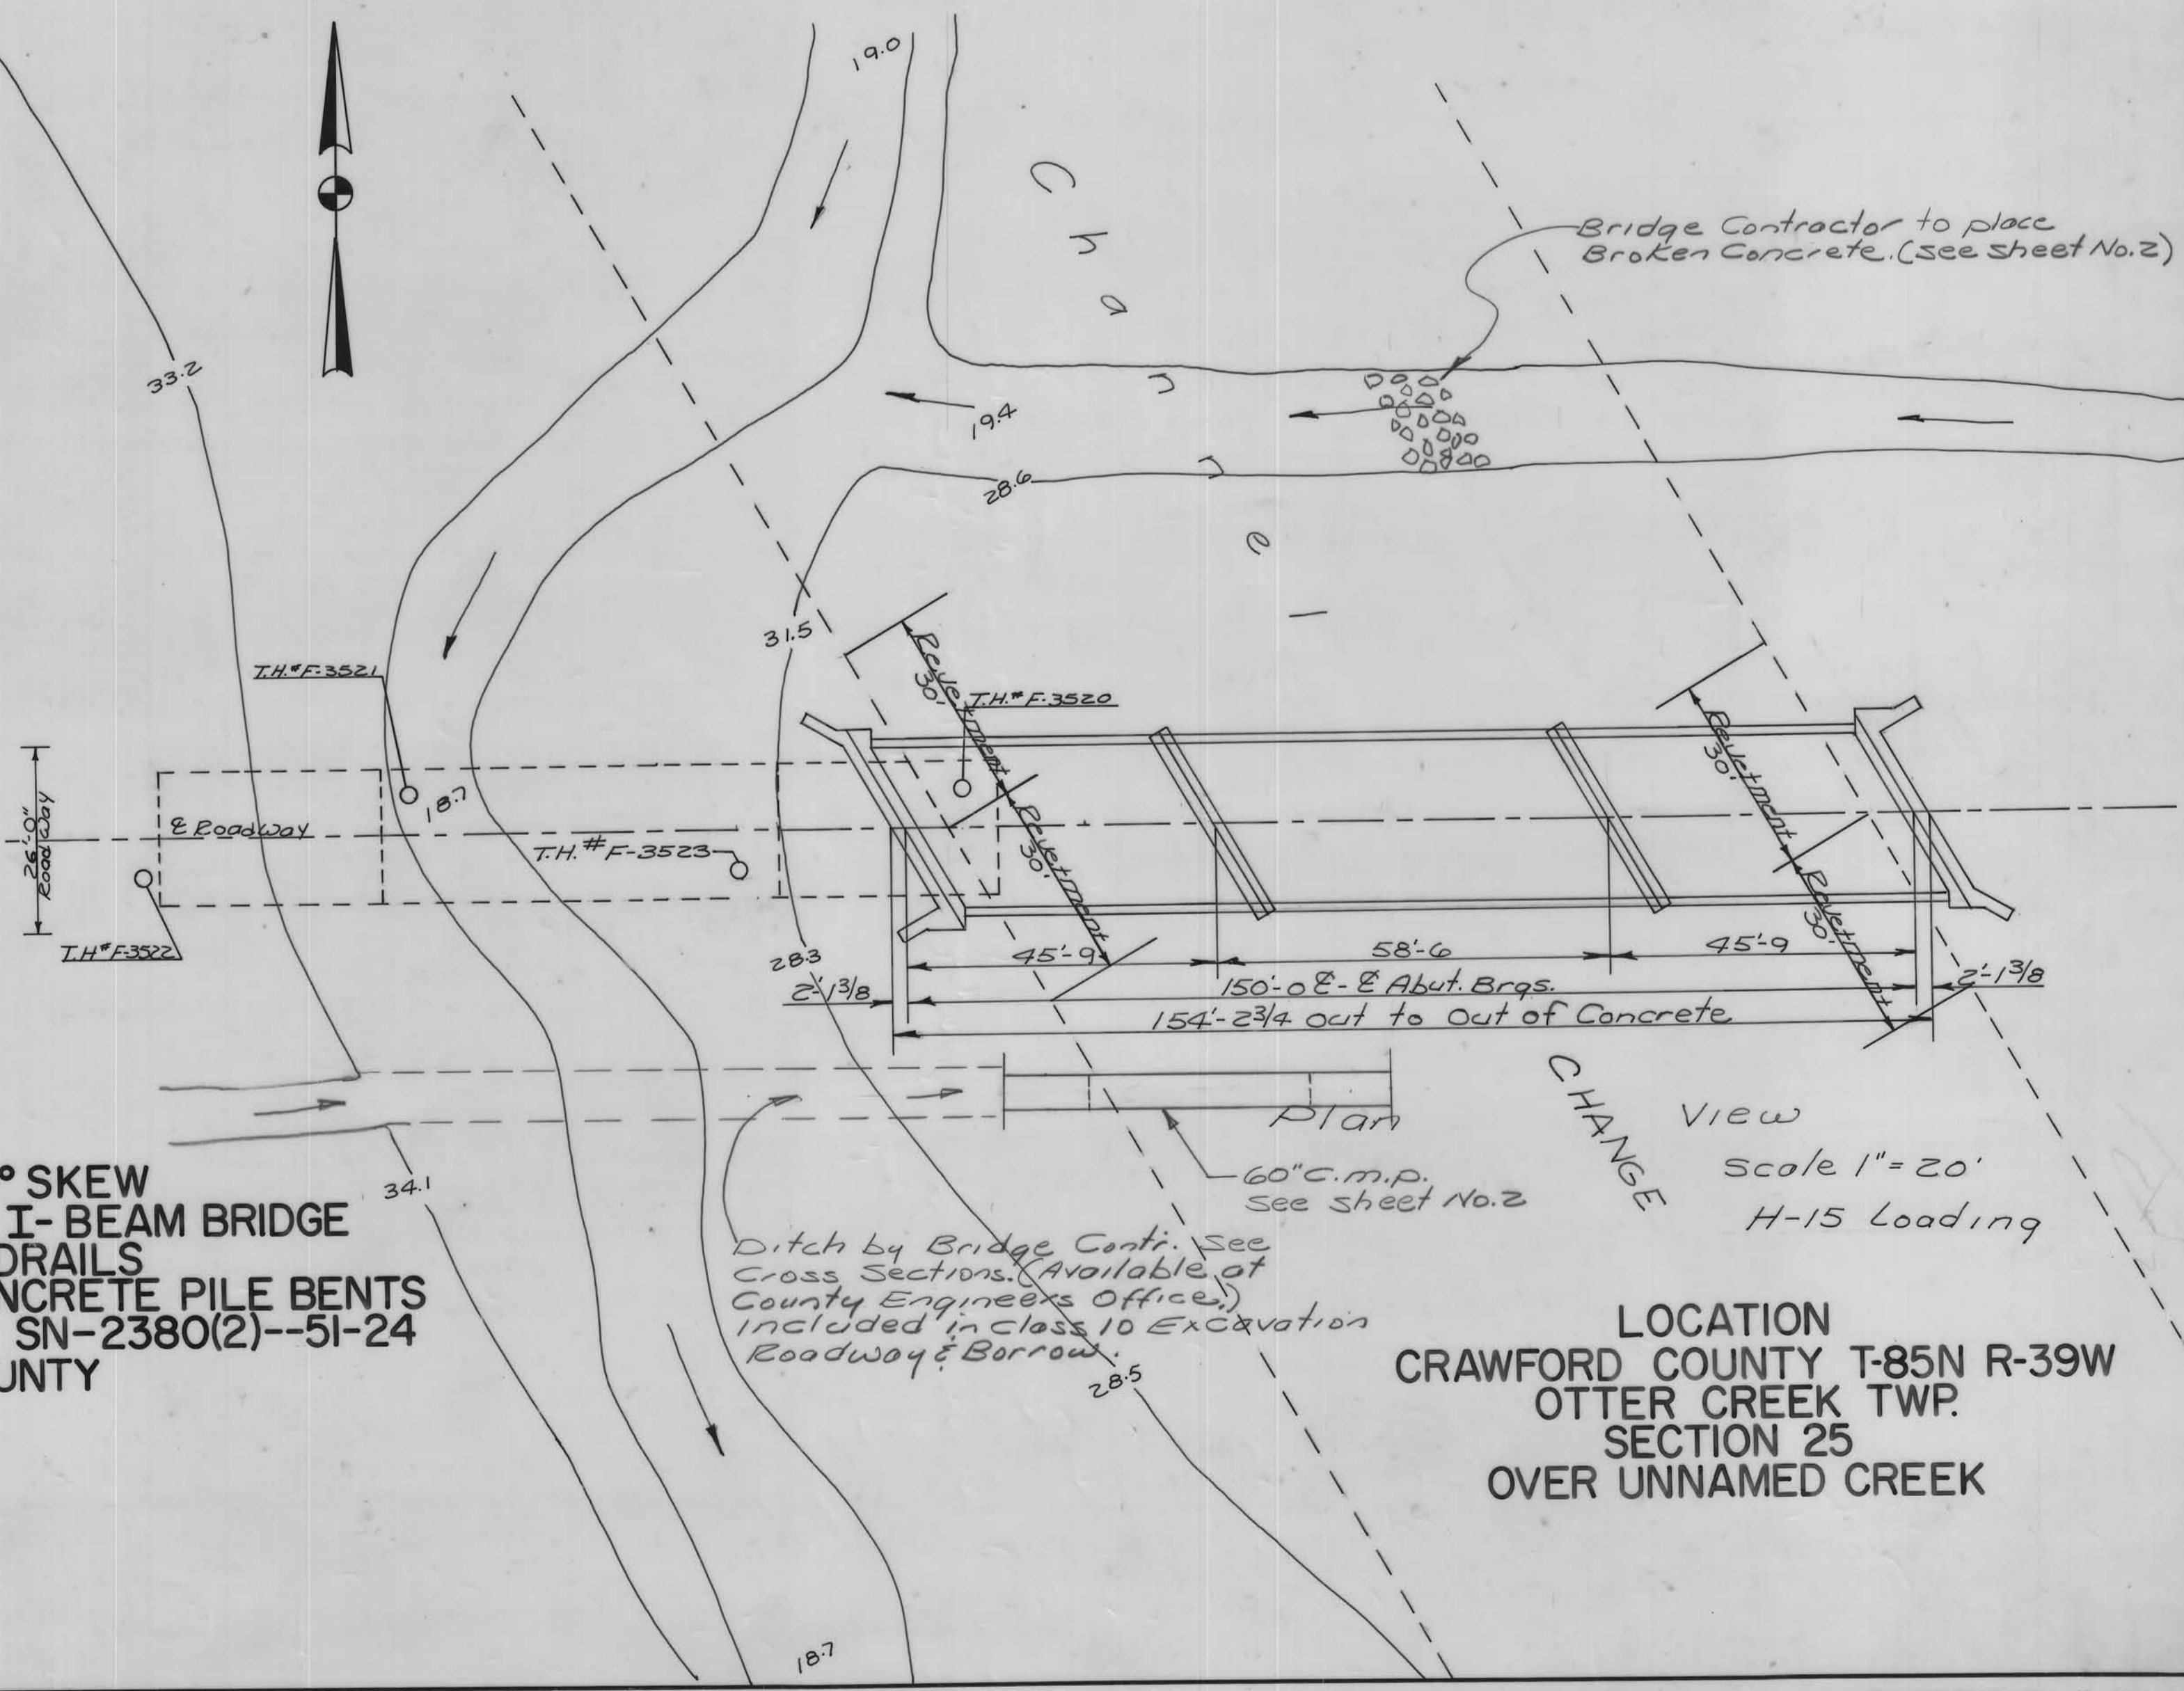 19.0
C
h
a
n
n
e
l
Bridge Contractor to place
Broken Concrete. (See sheet No. 2)
33.2
19.4
28.6
31.5
T.H.# F-3521
T.H.# F-3520
Revetment
30'
Revetment
30'
Revetment
30'
Revetment
30'
26'-0"
Roadway
℄ Roadway
18.7
T.H.# F-3523
T.H.# F-3522
28.3
45'-9
58'-6
45'-9
2'-1 3/8
150'-0 ℄-℄ Abut. Brgs.
2'-1 3/8
154'-2 3/4 Out to Out of Concrete
CHANGE
Plan View
Scale 1"= 20'
H-15 Loading
60" C.M.P.
See sheet No. 2
34.1
Ditch by Bridge Contr. See
Cross Sections. (Available at
County Engineers Office.)
included in Class 10 Excavation
Roadway & Borrow.
28.5
° SKEW
I-BEAM BRIDGE
DRAILS
NCRETE PILE BENTS
SN-2380(2)--51-24
UNTY
LOCATION
CRAWFORD COUNTY T-85N R-39W
OTTER CREEK TWP.
SECTION 25
OVER UNNAMED CREEK
18.7